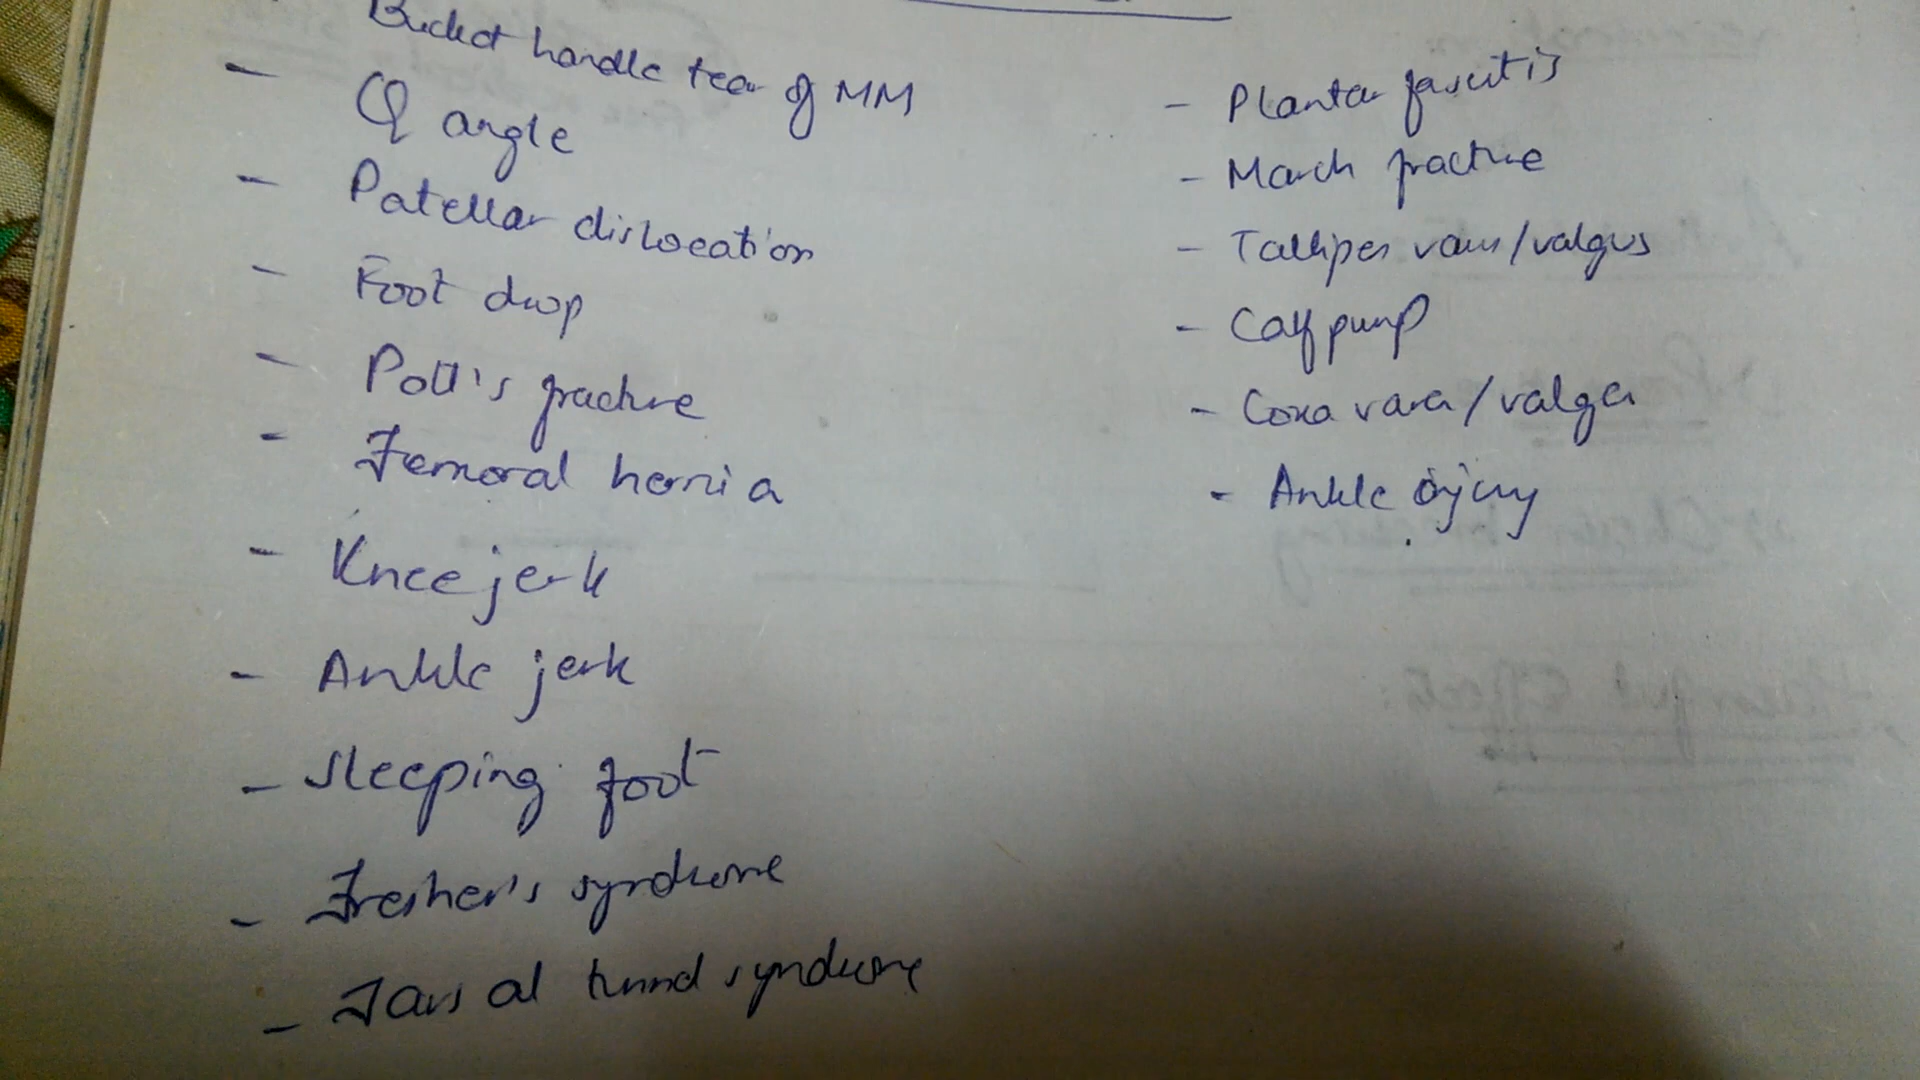 Bucket handle tear of MM
- Q angle
- Patellar dislocation
- Foot drop
- Pott's fracture
- Femoral hernia
- Knee jerk
- Ankle jerk
- Sleeping foot
- Fresher's syndrome
- Tarsal tunnel syndrome
- Plantar fascitis
- March fracture
- Tallipes varus/valgus
- Calf pump
- Coxa vara/valga
- Ankle injury